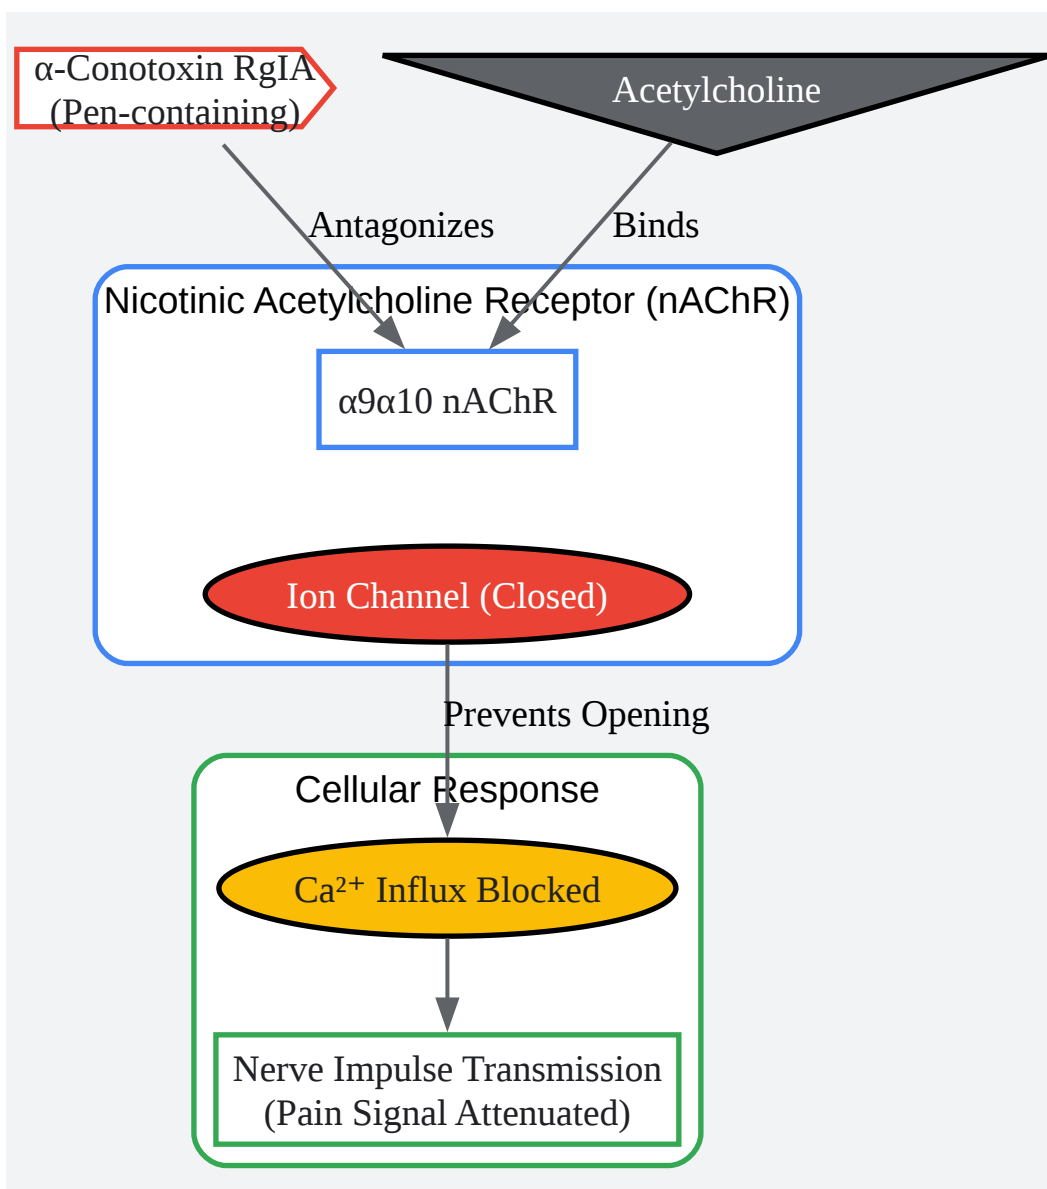 α-Conotoxin RgIA
(Pen-containing)
Acetylcholine
Antagonizes
Binds
Nicotinic Acetylcholine Receptor (nAChR)
α9α10 nAChR
Ion Channel (Closed)
Prevents Opening
Cellular Response
Ca²⁺ Influx Blocked
Nerve Impulse Transmission
(Pain Signal Attenuated)